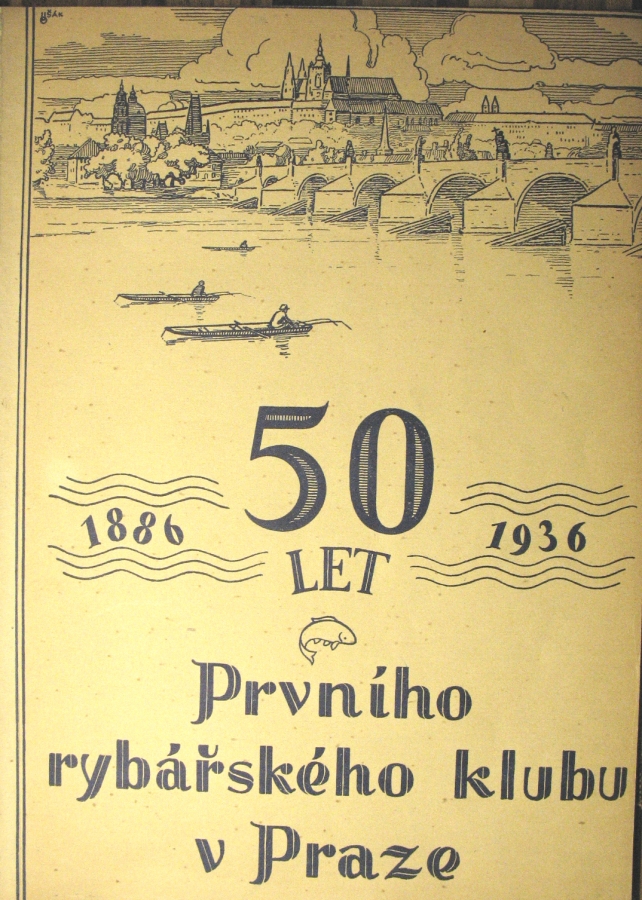 50
1886
1936
LET
Prvního
rybářského klubu
v Praze